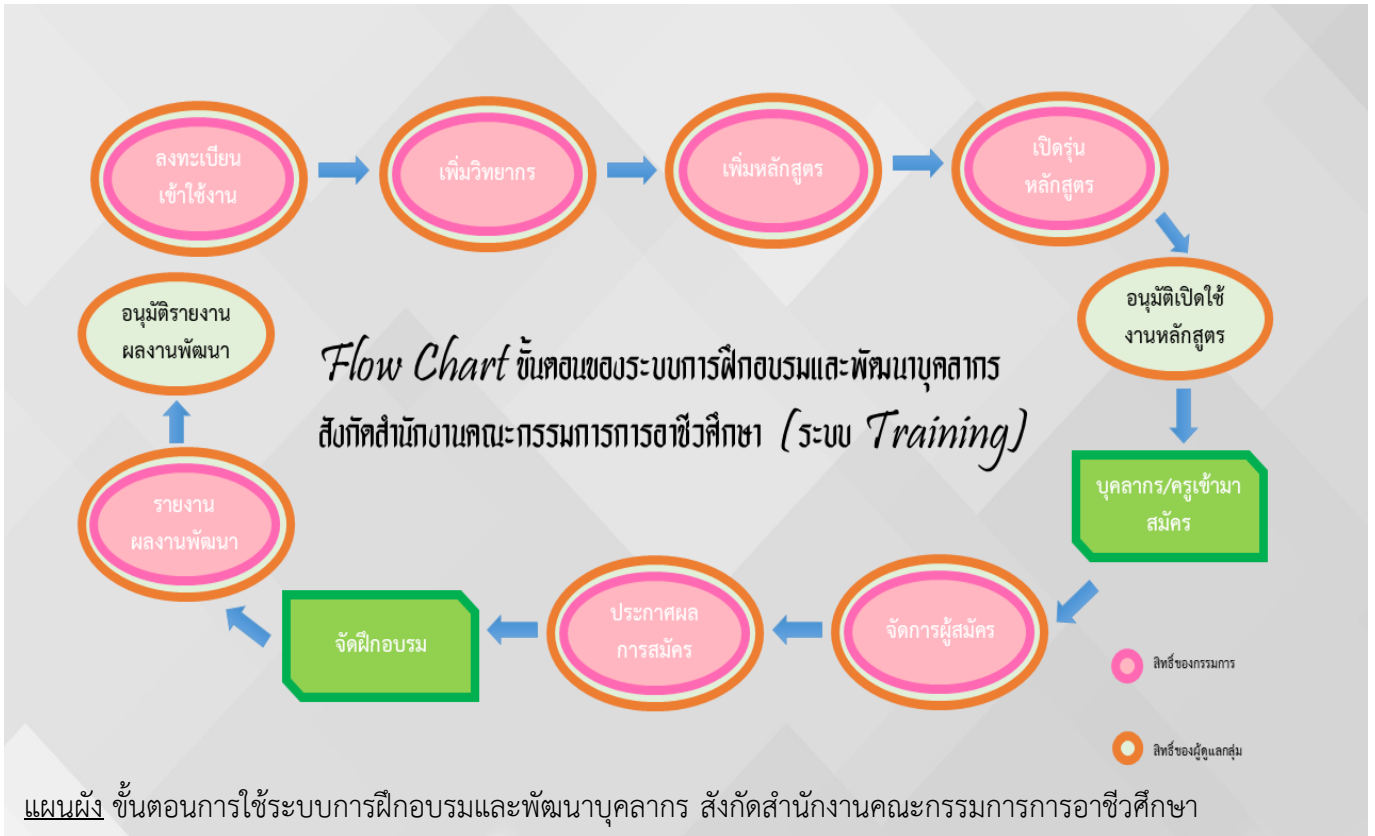 ลงทะเบียน
เข้าใช้งาน
เพิ่มวิทยากร
เพิ่มหลักสูตร
เปิดรุ่น
หลักสูตร
อนุมัติเปิดใช้
งานหลักสูตร
บุคลากร/ครูเข้ามา
สมัคร
จัดการผู้สมัคร
ประกาศผล
การสมัคร
จัดฝึกอบรม
รายงาน
ผลงานพัฒนา
อนุมัติรายงาน
ผลงานพัฒนา
Flow Chart ขั้นตอนของระบบการฝึกอบรมและพัฒนาบุคลากร
สังกัดสำนักงานคณะกรรมการการอาชีวศึกษา (ระบบ Training)
สิทธิ์ของกรรมการ
สิทธิ์ของผู้ดูแลกลุ่ม
แผนผัง ขั้นตอนการใช้ระบบการฝึกอบรมและพัฒนาบุคลากร สังกัดสำนักงานคณะกรรมการการอาชีวศึกษา